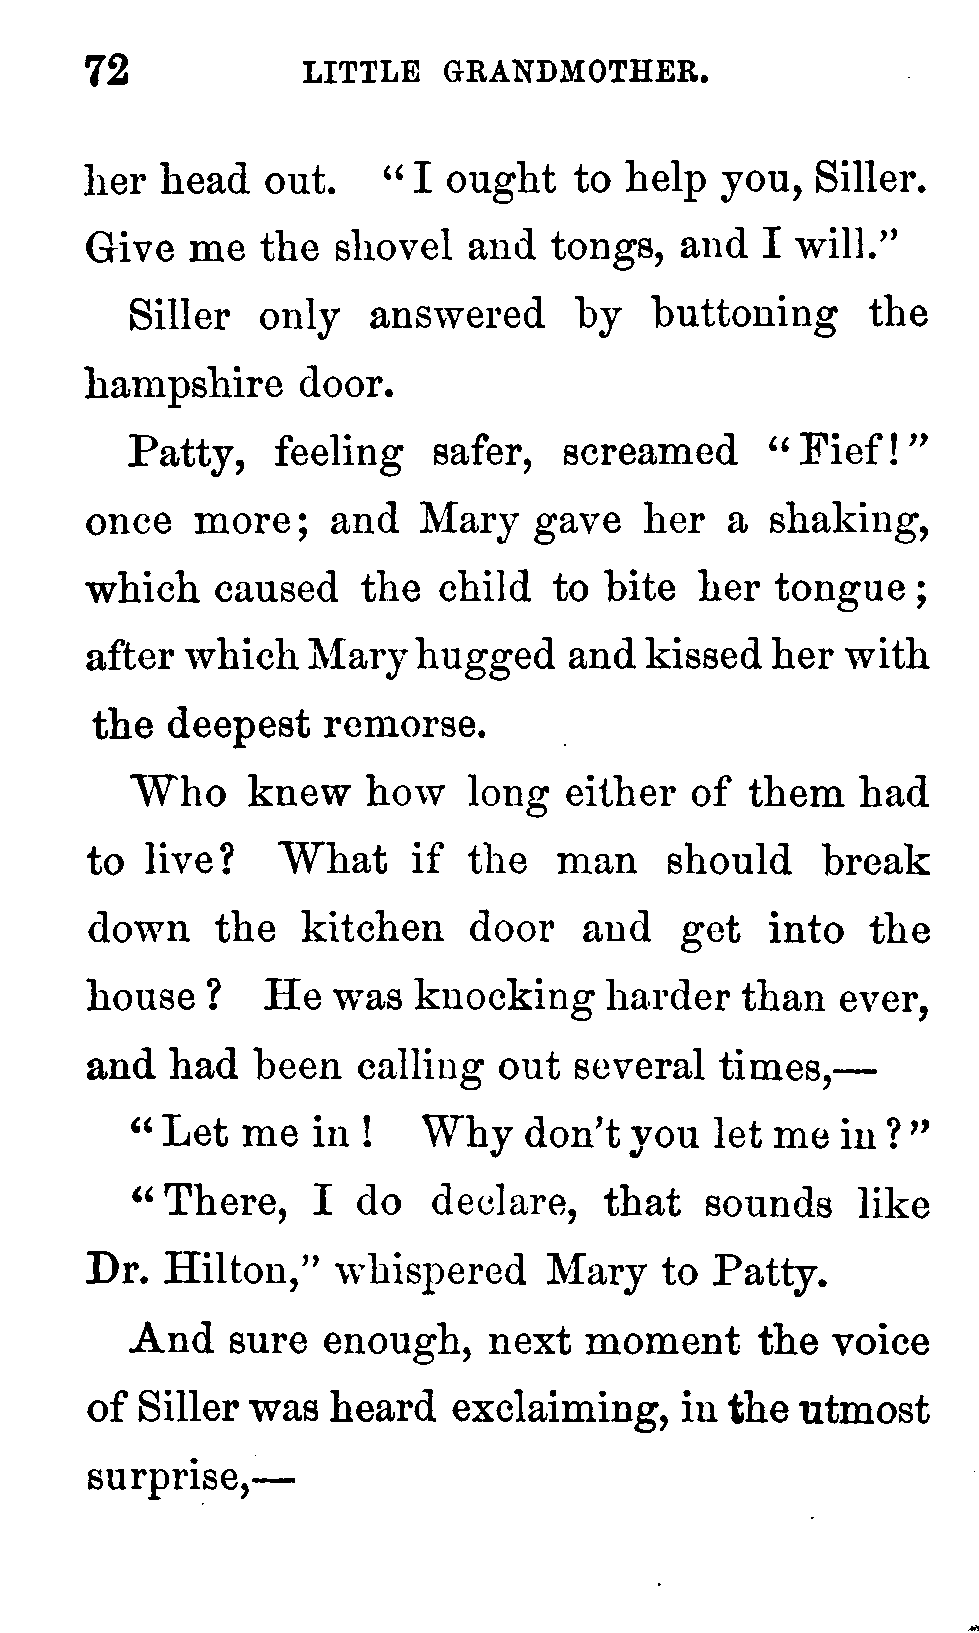 72 LITTLE GRANDMOTHER.
her head out. "I ought to help you, Siller.
Give me the shovel and tongs, and I will."
Siller only answered by buttoning the
hampshire door.
Patty, feeling safer, screamed "Fief!"
once more; and Mary gave her a shaking,
which caused the child to bite her tongue;
after which Mary hugged and kissed her with
the deepest remorse.
Who knew how long either of them had
to live? What if the man should break
down the kitchen door and get into the
house? He was knocking harder than ever,
and had been calling out several times,—
"Let me in! Why don't you let me in?"
"There, I do declare, that sounds like
Dr. Hilton," whispered Mary to Patty.
And sure enough, next moment the voice
of Siller was heard exclaiming, in the utmost
surprise,—